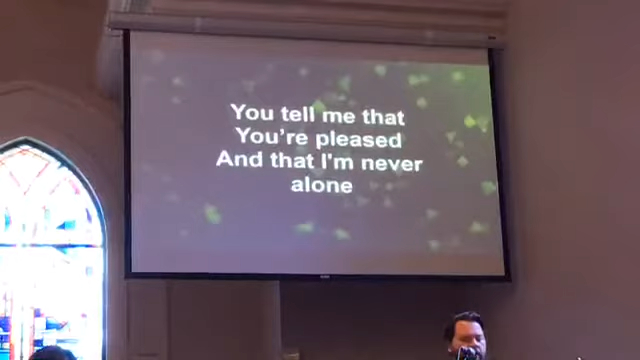 You tell me that
You're pleased
And that I'm never
alone